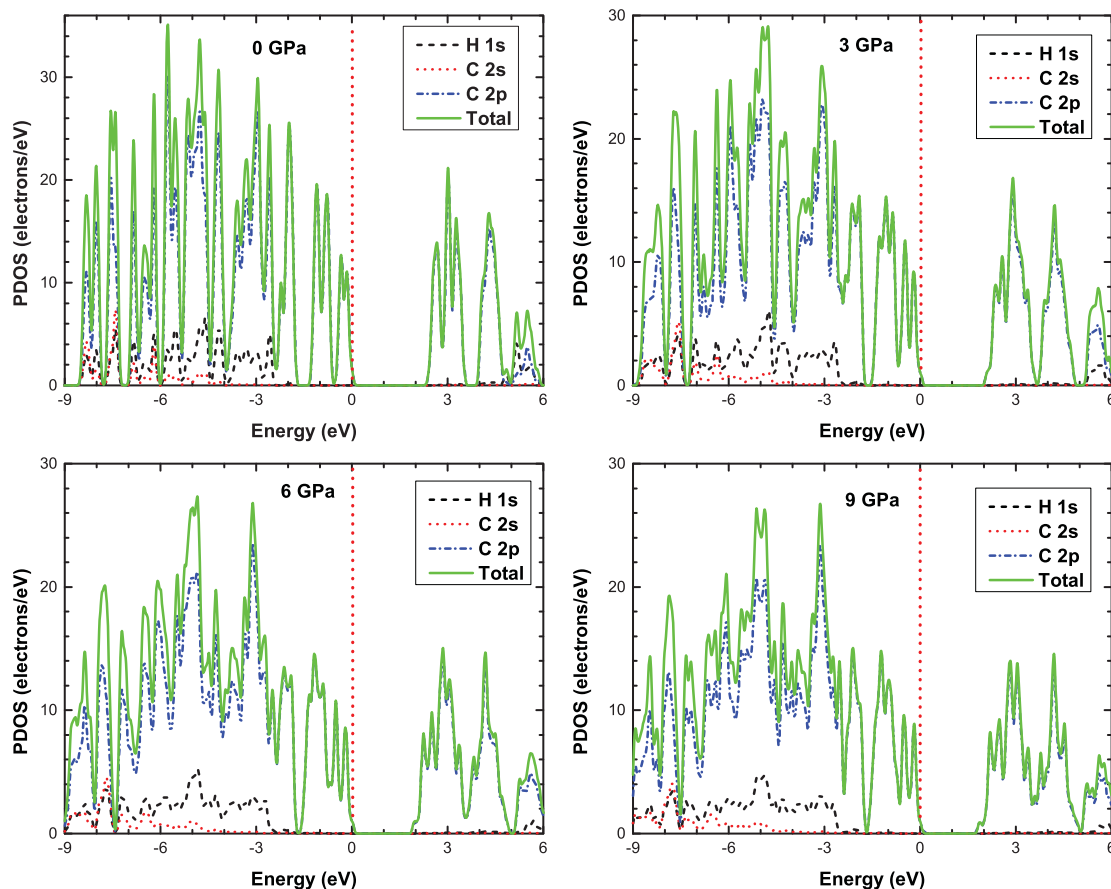 0 GPa
H 1s
C 2s
C 2p
Total
PDOS (electrons/eV)
30
20
10
0
-9 -6 -3 0 3 6
Energy (eV)
3 GPa
H 1s
C 2s
C 2p
Total
PDOS (electrons/eV)
30
20
10
0
-9 -6 -3 0 3 6
Energy (eV)
6 GPa
H 1s
C 2s
C 2p
Total
PDOS (electrons/eV)
30
20
10
0
-9 -6 -3 0 3 6
Energy (eV)
9 GPa
H 1s
C 2s
C 2p
Total
PDOS (electrons/eV)
30
20
10
0
-9 -6 -3 0 3 6
Energy (eV)